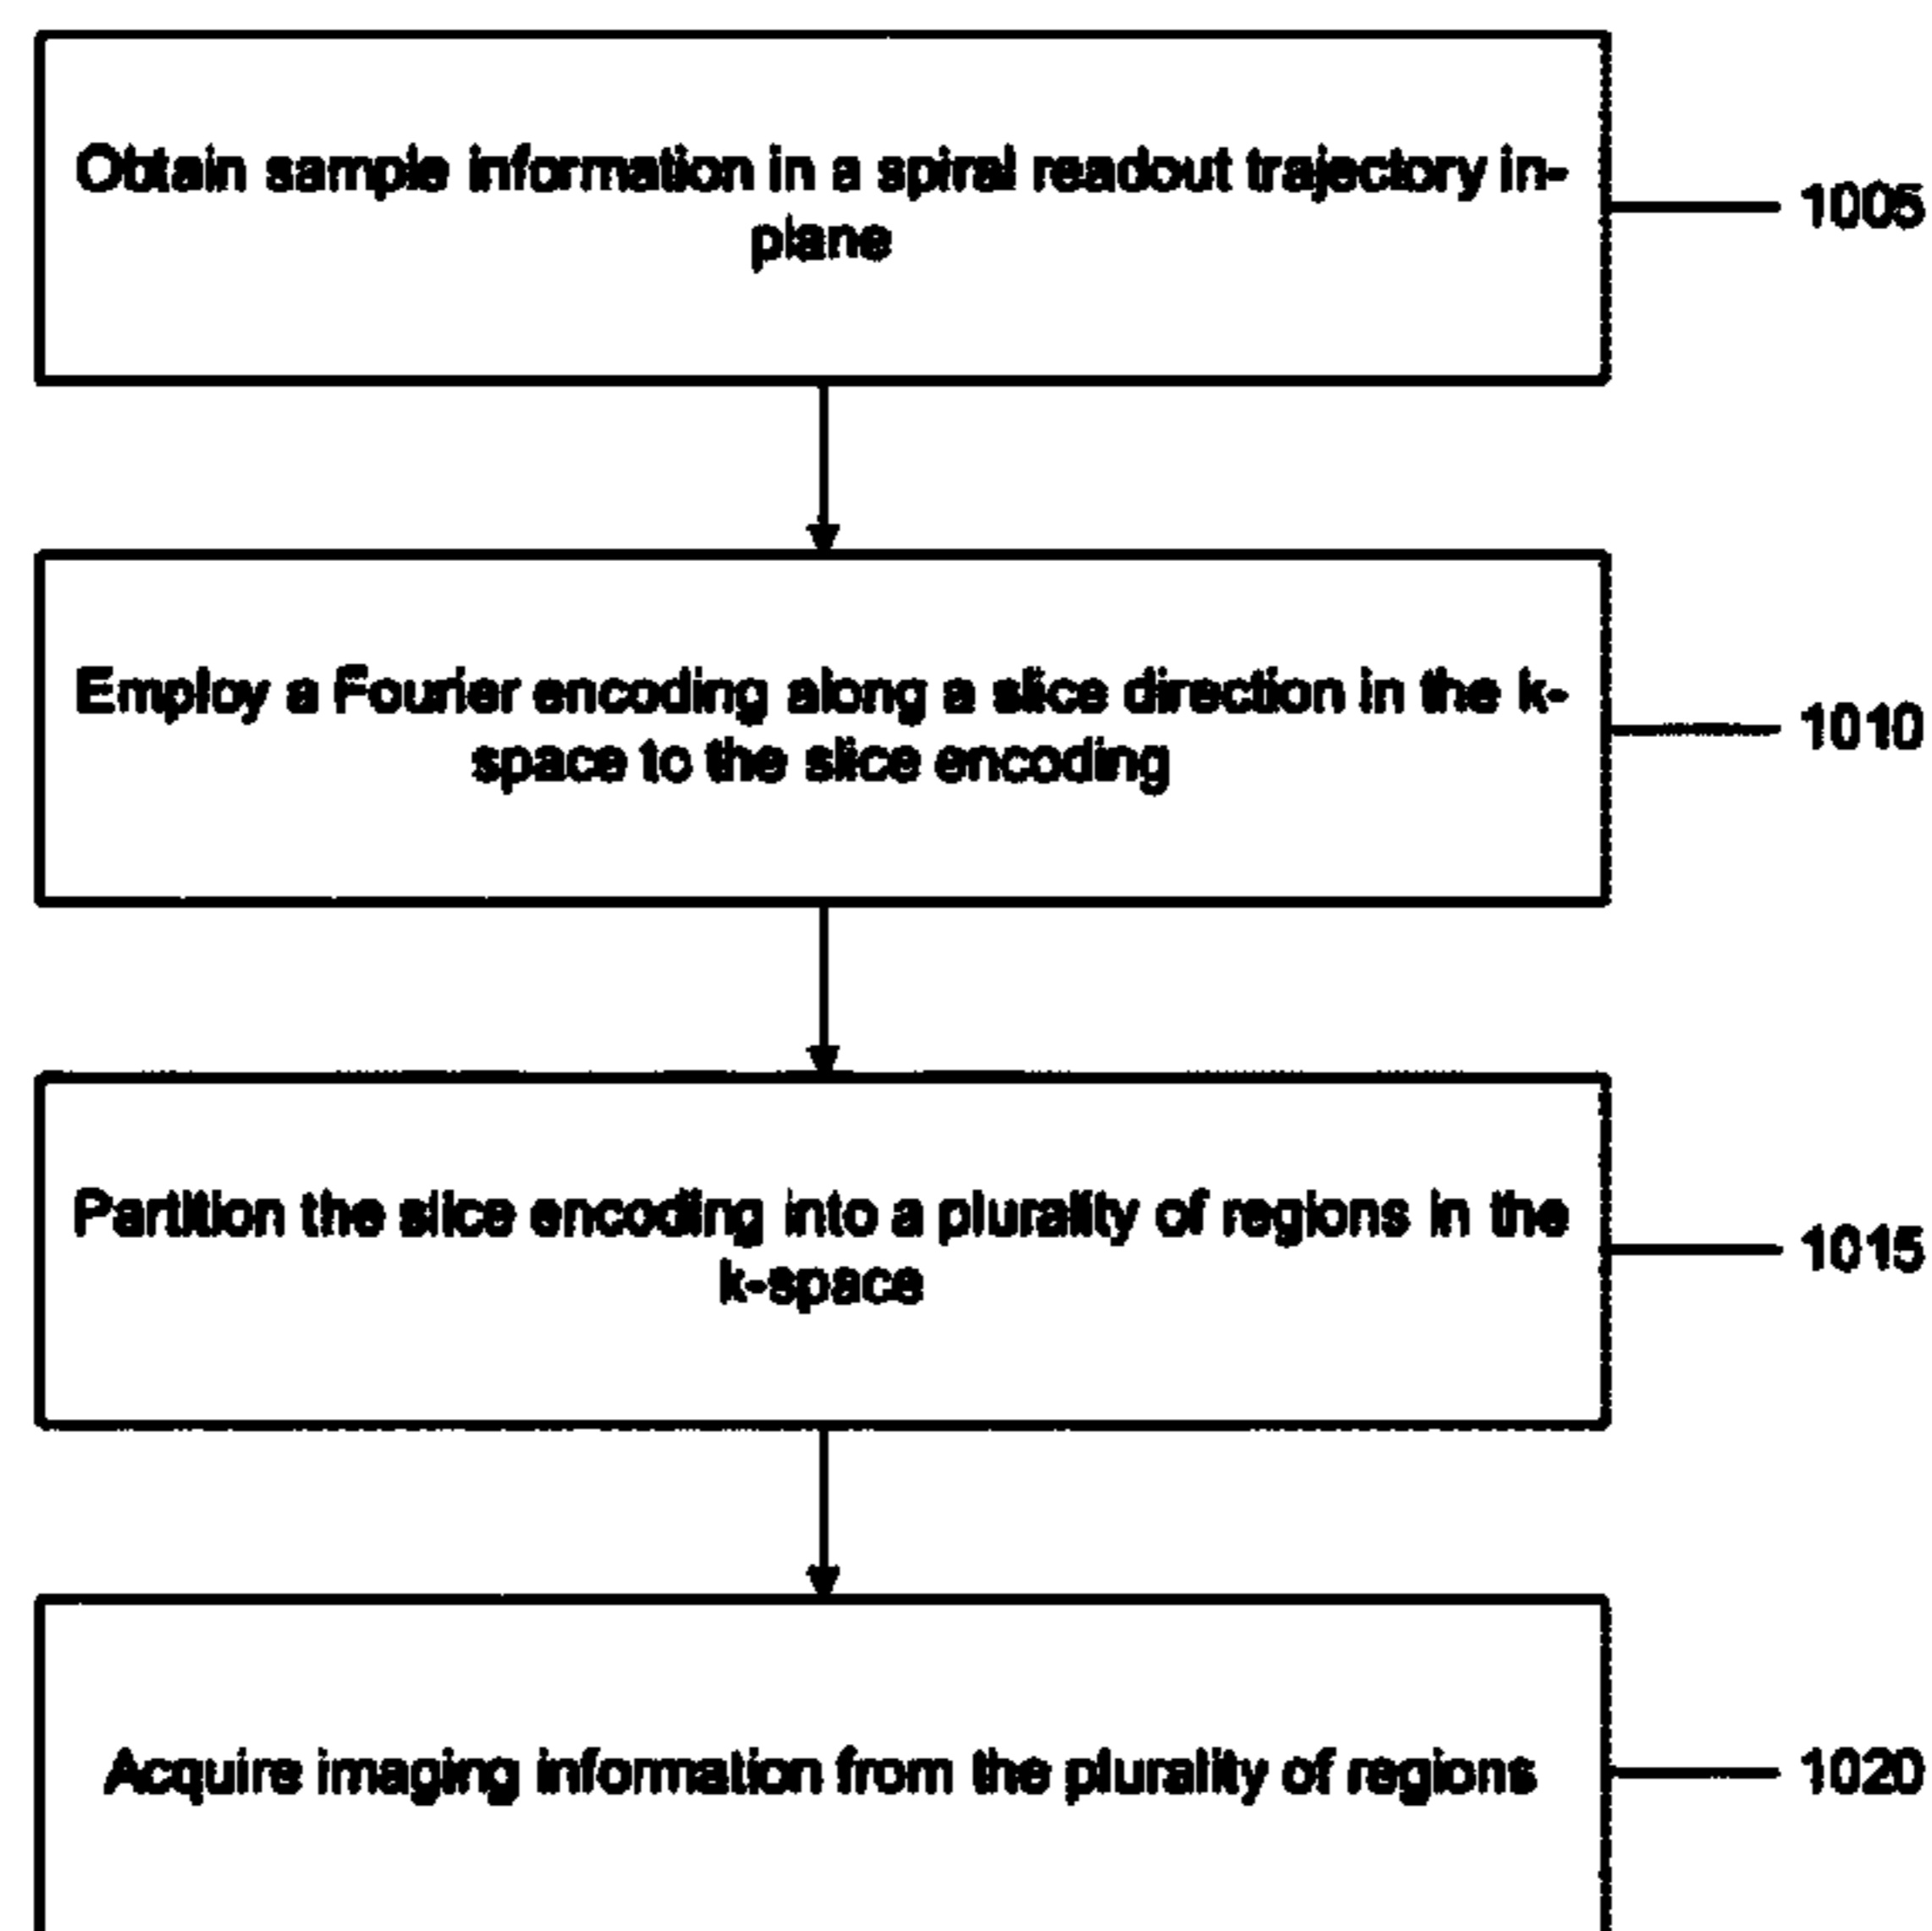 Obtain sample information in a spiral readout trajectory in-
plane
1005
Employ a Fourier encoding along a slice direction in the k-
space to the slice encoding
1010
Partition the slice encoding into a plurality of regions in the
k-space
1015
Acquire imaging information from the plurality of regions
1020